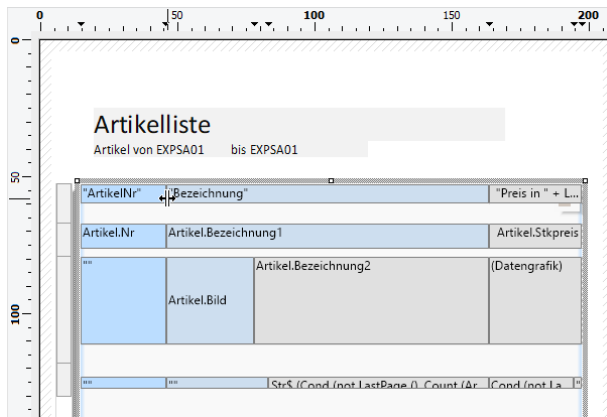 0 50 100 150 200
0
Artikelliste
Artikel von EXPSA01 bis EXPSA01
50
"ArtikelNr" "Bezeichnung" "Preis in " + L...
Artikel.Nr Artikel.Bezeichnung1 Artikel.Stkpreis
"" Artikel.Bezeichnung2 (Datengrafik)
Artikel.Bild
100
"" "" Str$ (Cond (not LastPage (), Count (Ar... Cond (not La... "